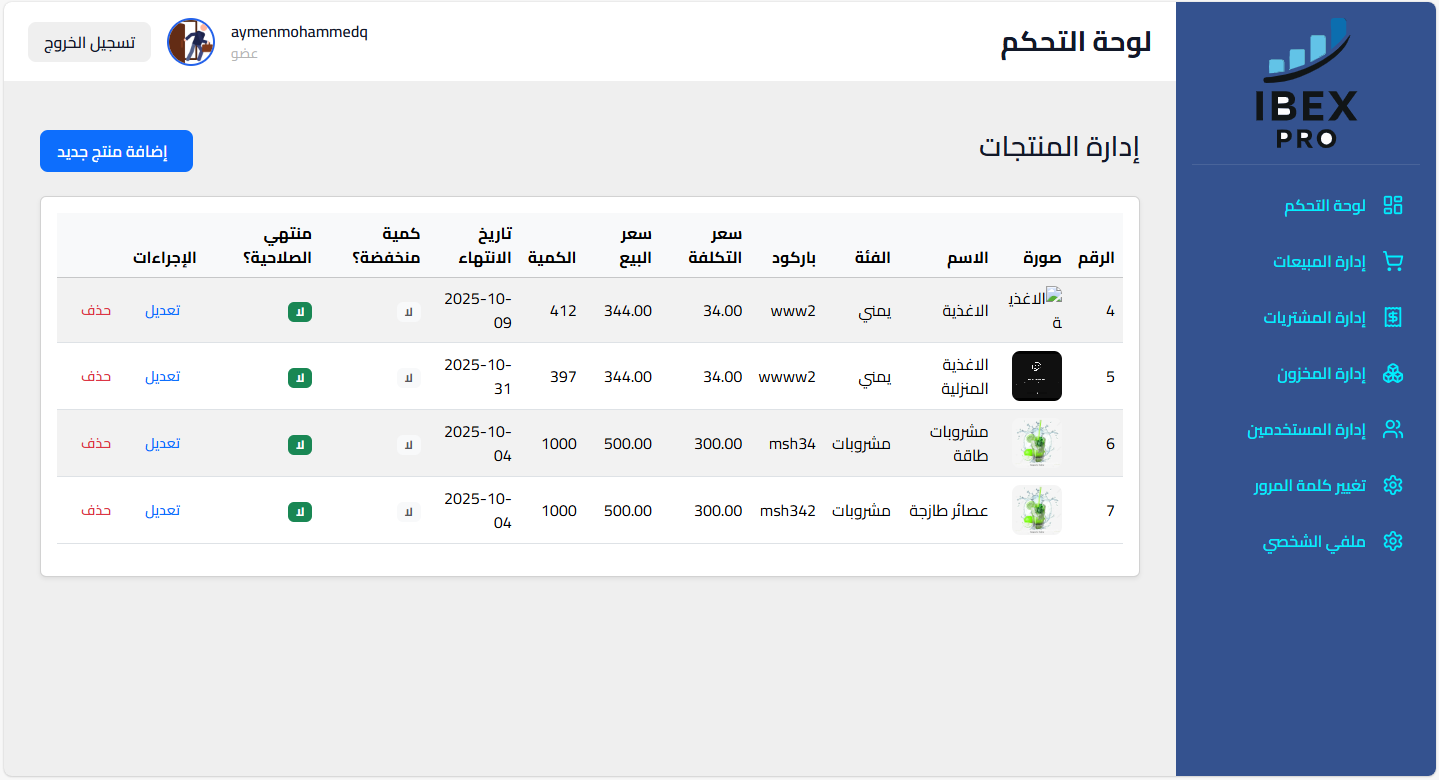 IBEX
PRO
لوحة التحكم
إدارة المبيعات
إدارة المشتريات
إدارة المخزون
إدارة المستخدمين
تغيير كلمة المرور
ملفي الشخصي
لوحة التحكم
aymenmohammedq
عضو
تسجيل الخروج
إدارة المنتجات
إضافة منتج جديد
الرقم صورة الاسم الفئة باركود سعر التكلفة سعر البيع الكمية تاريخ الانتهاء كمية منخفضة؟ منتهي الصلاحية؟ الإجراءات
4 الاغذية الاغذية يمني www2 34.00 344.00 412 2025-10-09 لا لا تعديل حذف
5 الاغذية المنزلية يمني wwww2 34.00 344.00 397 2025-10-31 لا لا تعديل حذف
6 مشروبات طاقة مشروبات msh34 300.00 500.00 1000 2025-10-04 لا لا تعديل حذف
7 عصائر طازجة مشروبات msh342 300.00 500.00 1000 2025-10-04 لا لا تعديل حذف